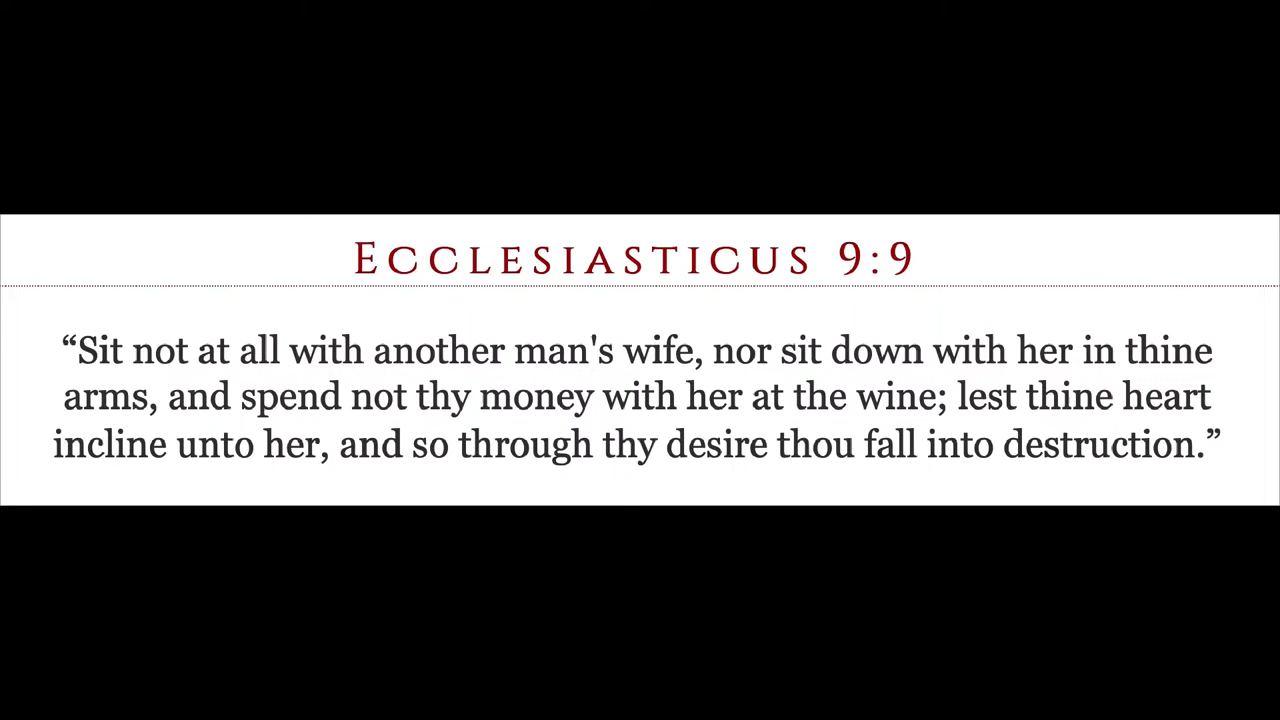 Ecclesiasticus 9:9
“Sit not at all with another man's wife, nor sit down with her in thine
arms, and spend not thy money with her at the wine; lest thine heart
incline unto her, and so through thy desire thou fall into destruction.”